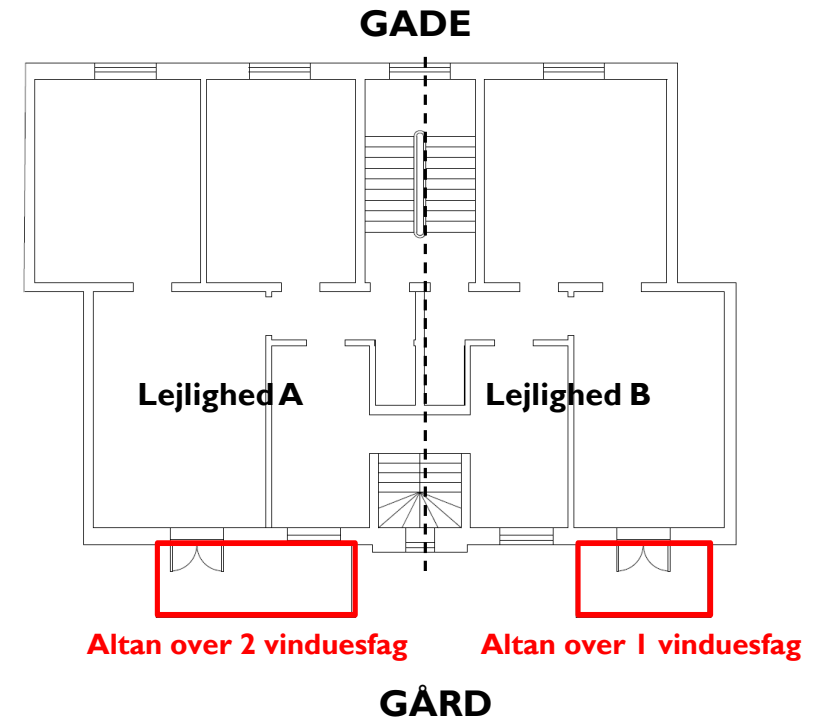 GADE
Lejlighed A
Lejlighed B
Altan over 2 vinduesfag
Altan over 1 vinduesfag
GÅRD